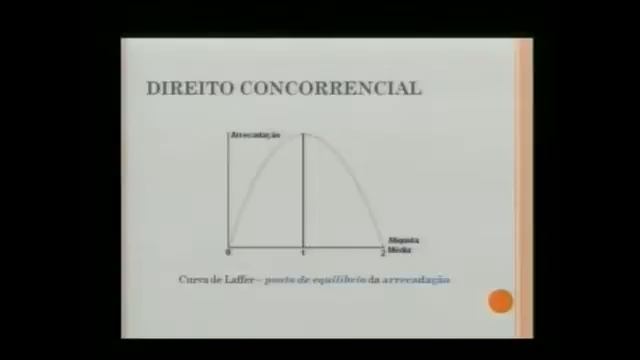 DIREITO CONCORRENCIAL
Arrecadação
Alíquota
Média
0
1
2
Curva de Laffer – ponto de equilíbrio da arrecadação